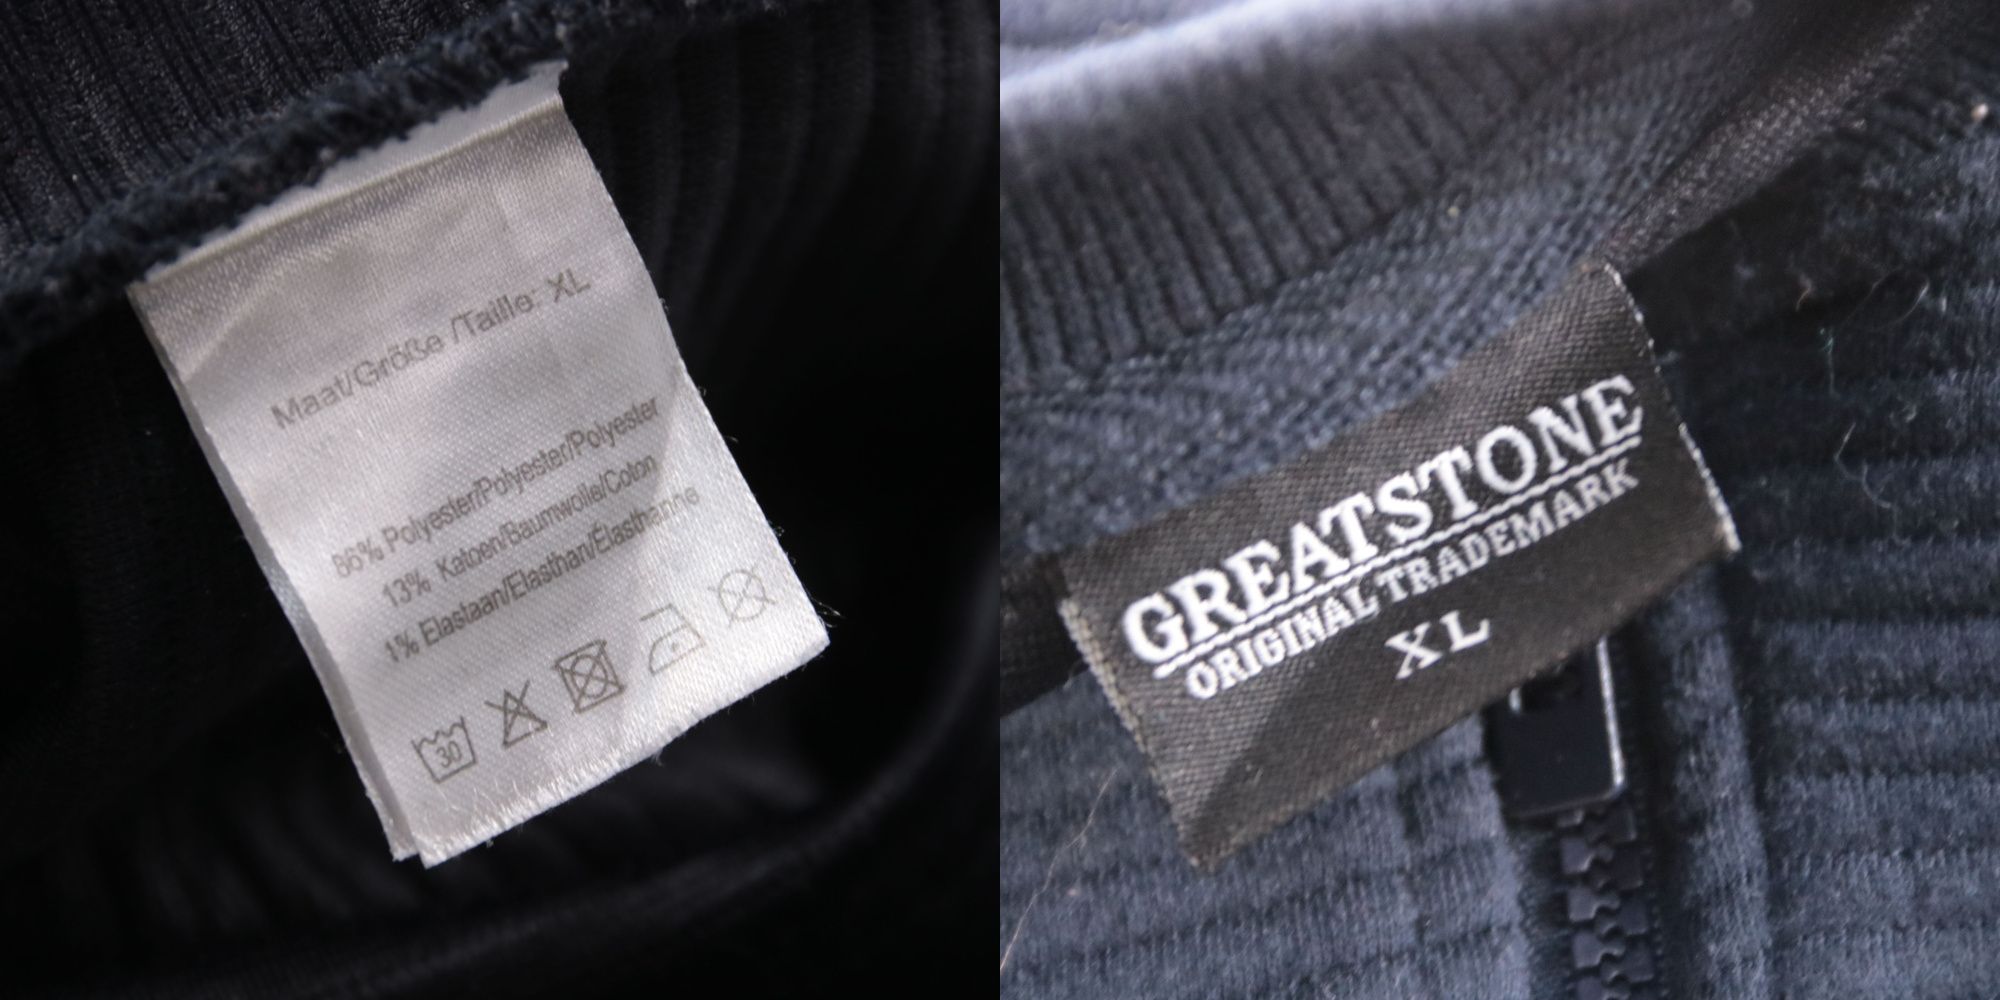 Maat/Größe /Taille: XL
86% Polyester/Polyester/Polyester
13% Katoen/Baumwolle/Coton
1% Elastaan/Elasthan/Elasthanne
30
GREATSTONE
ORIGINAL TRADEMARK
XL